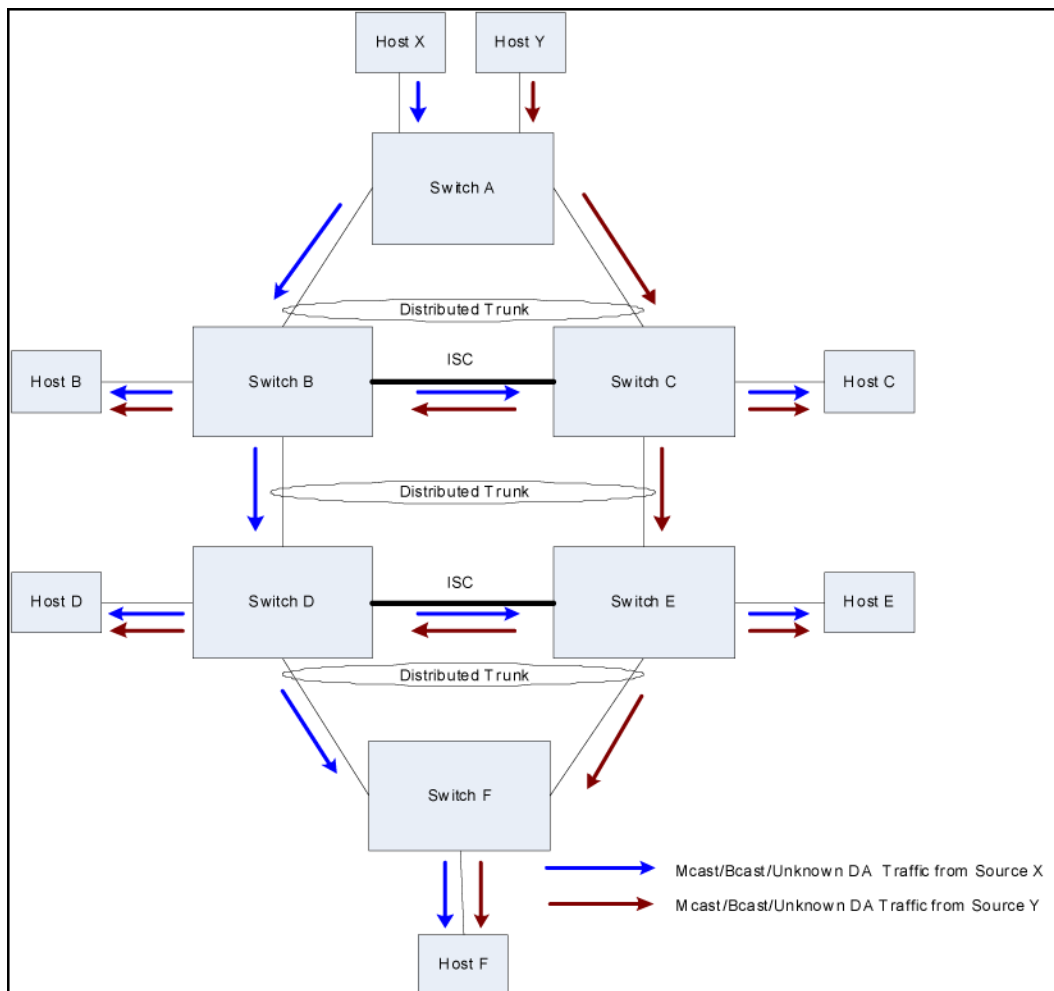 Host X
Host Y
Switch A
Distributed Trunk
Host B
Switch B
ISC
Switch C
Host C
Distributed Trunk
Host D
Switch D
ISC
Switch E
Host E
Distributed Trunk
Switch F
Mcast/Bcast/Unknown DA Traffic from Source X
Mcast/Bcast/Unknown DA Traffic from Source Y
Host F